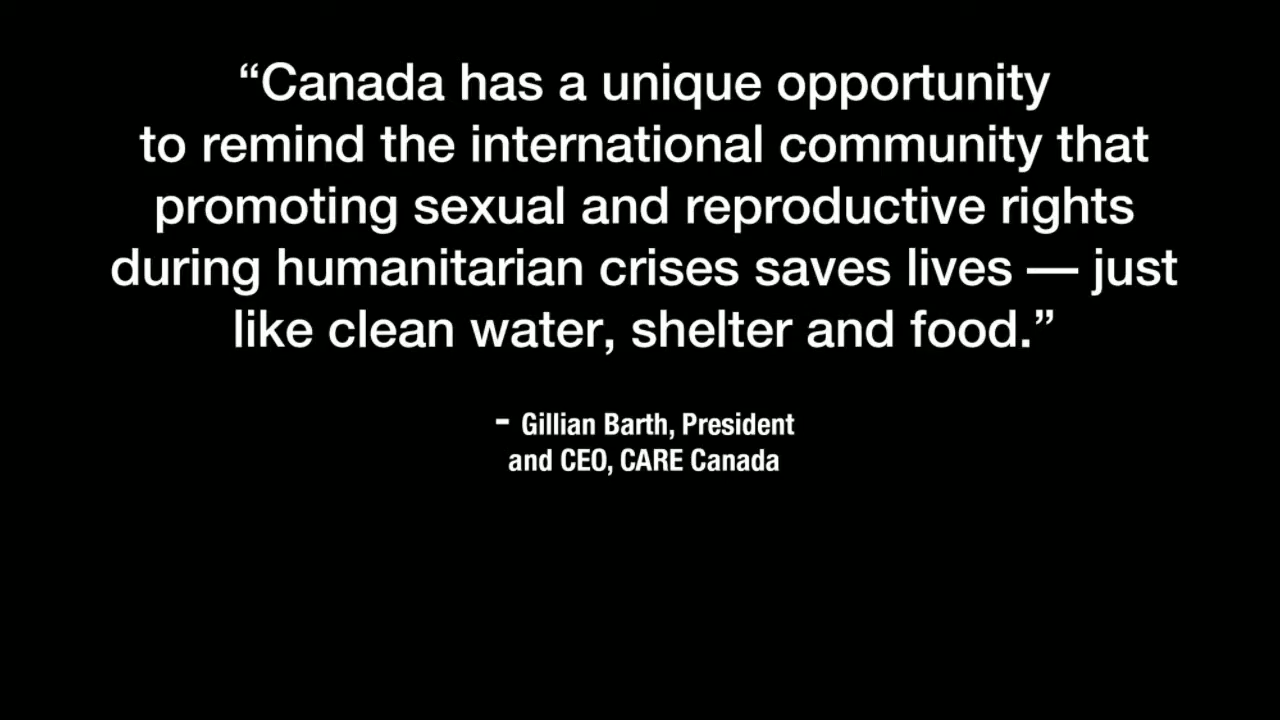 “Canada has a unique opportunity
to remind the international community that
promoting sexual and reproductive rights
during humanitarian crises saves lives — just
like clean water, shelter and food.”
- Gillian Barth, President
and CEO, CARE Canada